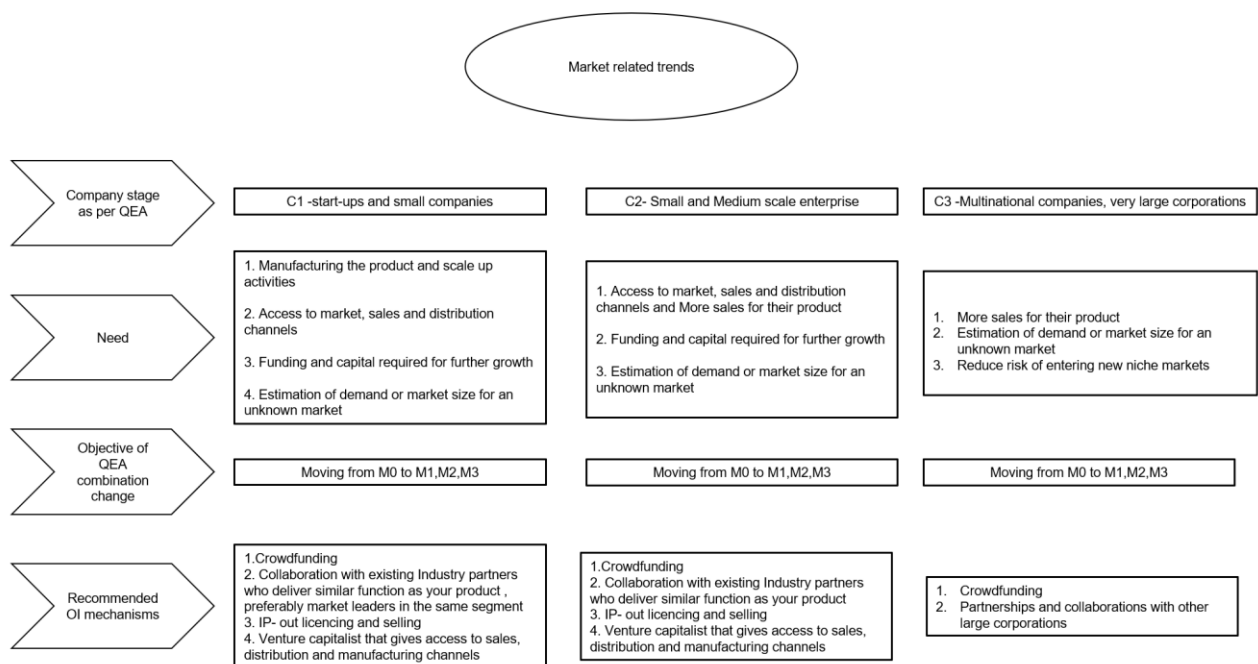 Market related trends
Company stage
as per QEA
C1 -start-ups and small companies
C2- Small and Medium scale enterprise
C3 -Multinational companies, very large corporations
Need
1. Manufacturing the product and scale up
activities
2. Access to market, sales and distribution
channels
3. Funding and capital required for further growth
4. Estimation of demand or market size for an
unknown market
1. Access to market, sales and distribution
channels and More sales for their product
2. Funding and capital required for further growth
3. Estimation of demand or market size for an
unknown market
1. More sales for their product
2. Estimation of demand or market size for an
unknown market
3. Reduce risk of entering new niche markets
Objective of
QEA
combination
change
Moving from M0 to M1,M2,M3
Moving from M0 to M1,M2,M3
Moving from M0 to M1,M2,M3
Recommended
OI mechanisms
1.Crowdfunding
2. Collaboration with existing Industry partners
who deliver similar function as your product ,
preferably market leaders in the same segment
3. IP- out licencing and selling
4. Venture capitalist that gives access to sales,
distribution and manufacturing channels
1.Crowdfunding
2. Collaboration with existing Industry partners
who deliver similar function as your product
3. IP- out licencing and selling
4. Venture capitalist that gives access to sales,
distribution and manufacturing channels
1. Crowdfunding
2. Partnerships and collaborations with other
large corporations